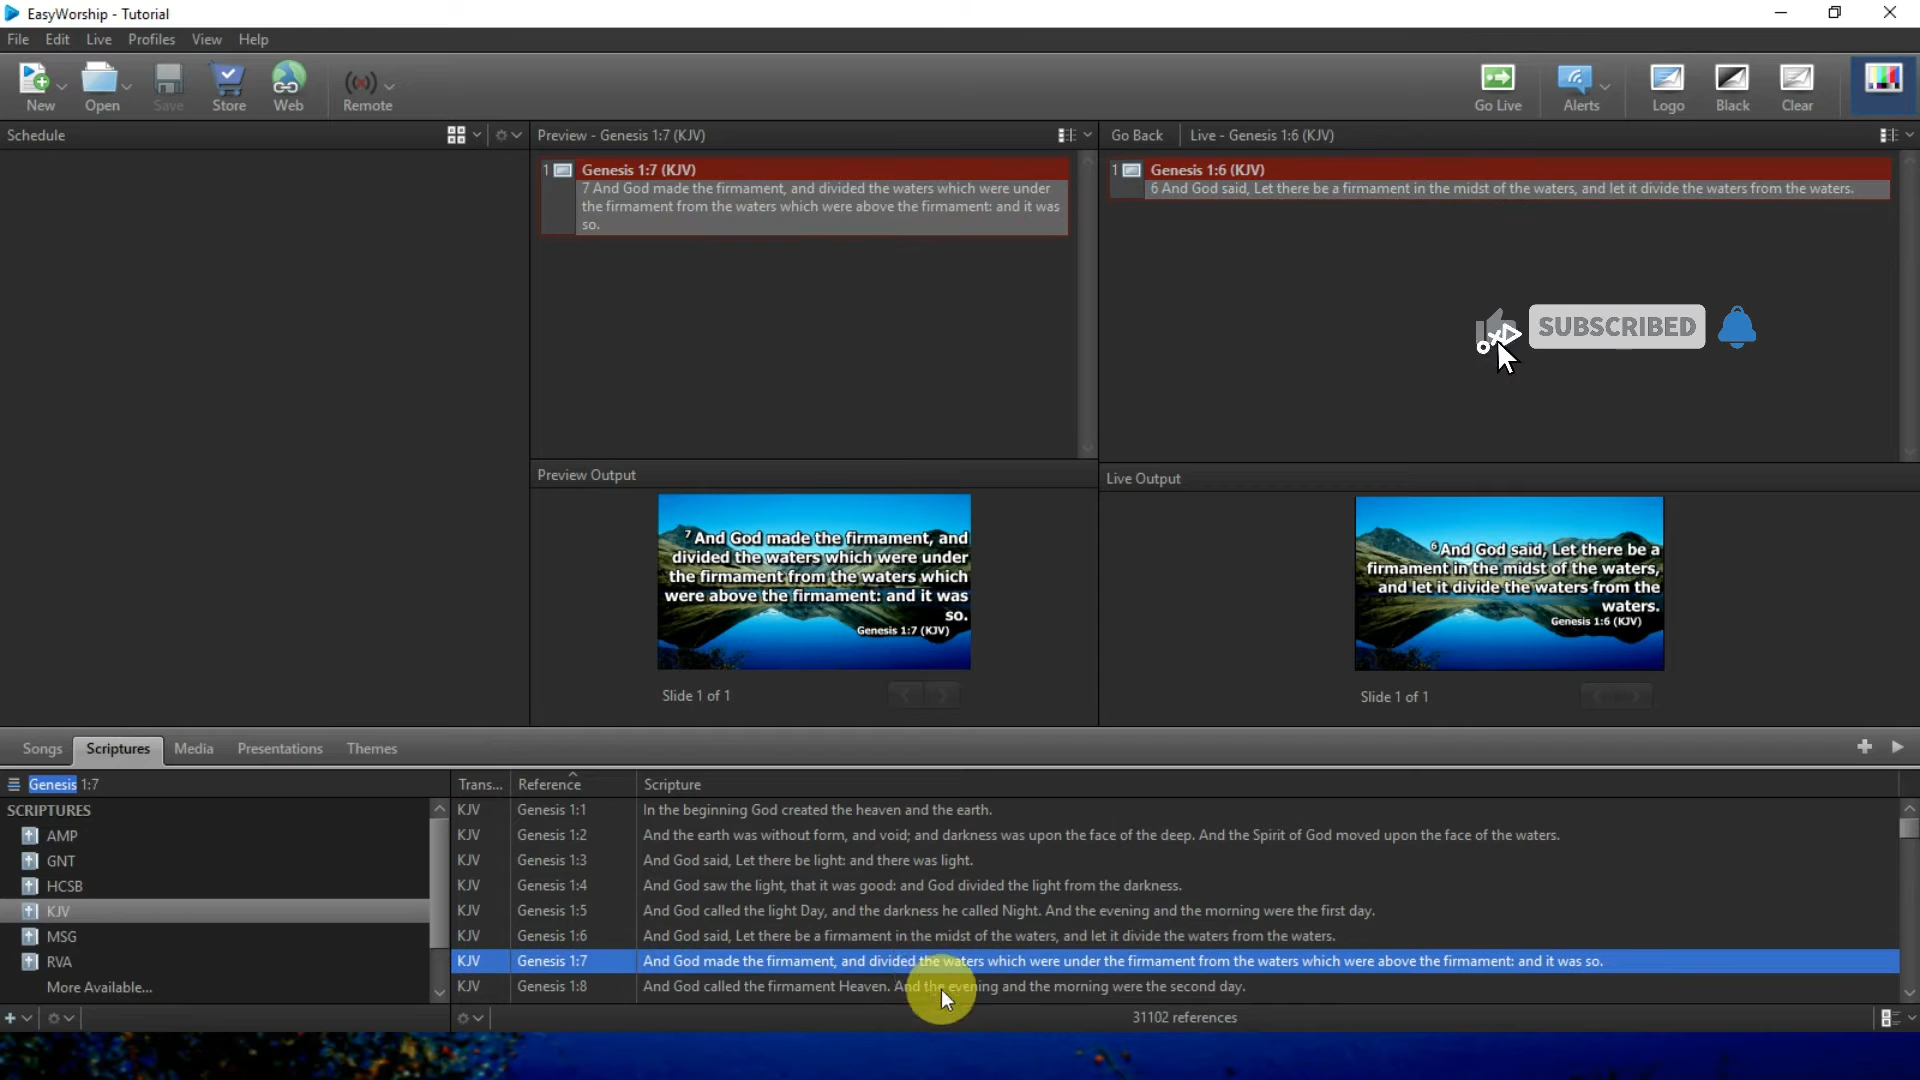 EasyWorship - Tutorial
File Edit Live Profiles View Help
New Open Save Store Web Remote Go Live Alerts Logo Black Clear
Schedule
Preview - Genesis 1:7 (KJV)
Go Back Live - Genesis 1:6 (KJV)
1 Genesis 1:7 (KJV)
7 And God made the firmament, and divided the waters which were under
the firmament from the waters which were above the firmament: and it was
so.
1 Genesis 1:6 (KJV)
6 And God said, Let there be a firmament in the midst of the waters, and let it divide the waters from the waters.
SUBSCRIBED
Preview Output
7 And God made the firmament, and
divided the waters which were under
the firmament from the waters which
were above the firmament: and it was
so.
Genesis 1:7 (KJV)
Slide 1 of 1
Live Output
6 And God said, Let there be a
firmament in the midst of the waters,
and let it divide the waters from the
waters.
Genesis 1:6 (KJV)
Slide 1 of 1
Songs Scriptures Media Presentations Themes
Genesis 1:7
SCRIPTURES
AMP
GNT
HCSB
KJV
MSG
RVA
More Available...
Trans... Reference Scripture
KJV Genesis 1:1 In the beginning God created the heaven and the earth.
KJV Genesis 1:2 And the earth was without form, and void; and darkness was upon the face of the deep. And the Spirit of God moved upon the face of the waters.
KJV Genesis 1:3 And God said, Let there be light: and there was light.
KJV Genesis 1:4 And God saw the light, that it was good: and God divided the light from the darkness.
KJV Genesis 1:5 And God called the light Day, and the darkness he called Night. And the evening and the morning were the first day.
KJV Genesis 1:6 And God said, Let there be a firmament in the midst of the waters, and let it divide the waters from the waters.
KJV Genesis 1:7 And God made the firmament, and divided the waters which were under the firmament from the waters which were above the firmament: and it was so.
KJV Genesis 1:8 And God called the firmament Heaven. And the evening and the morning were the second day.
31102 references